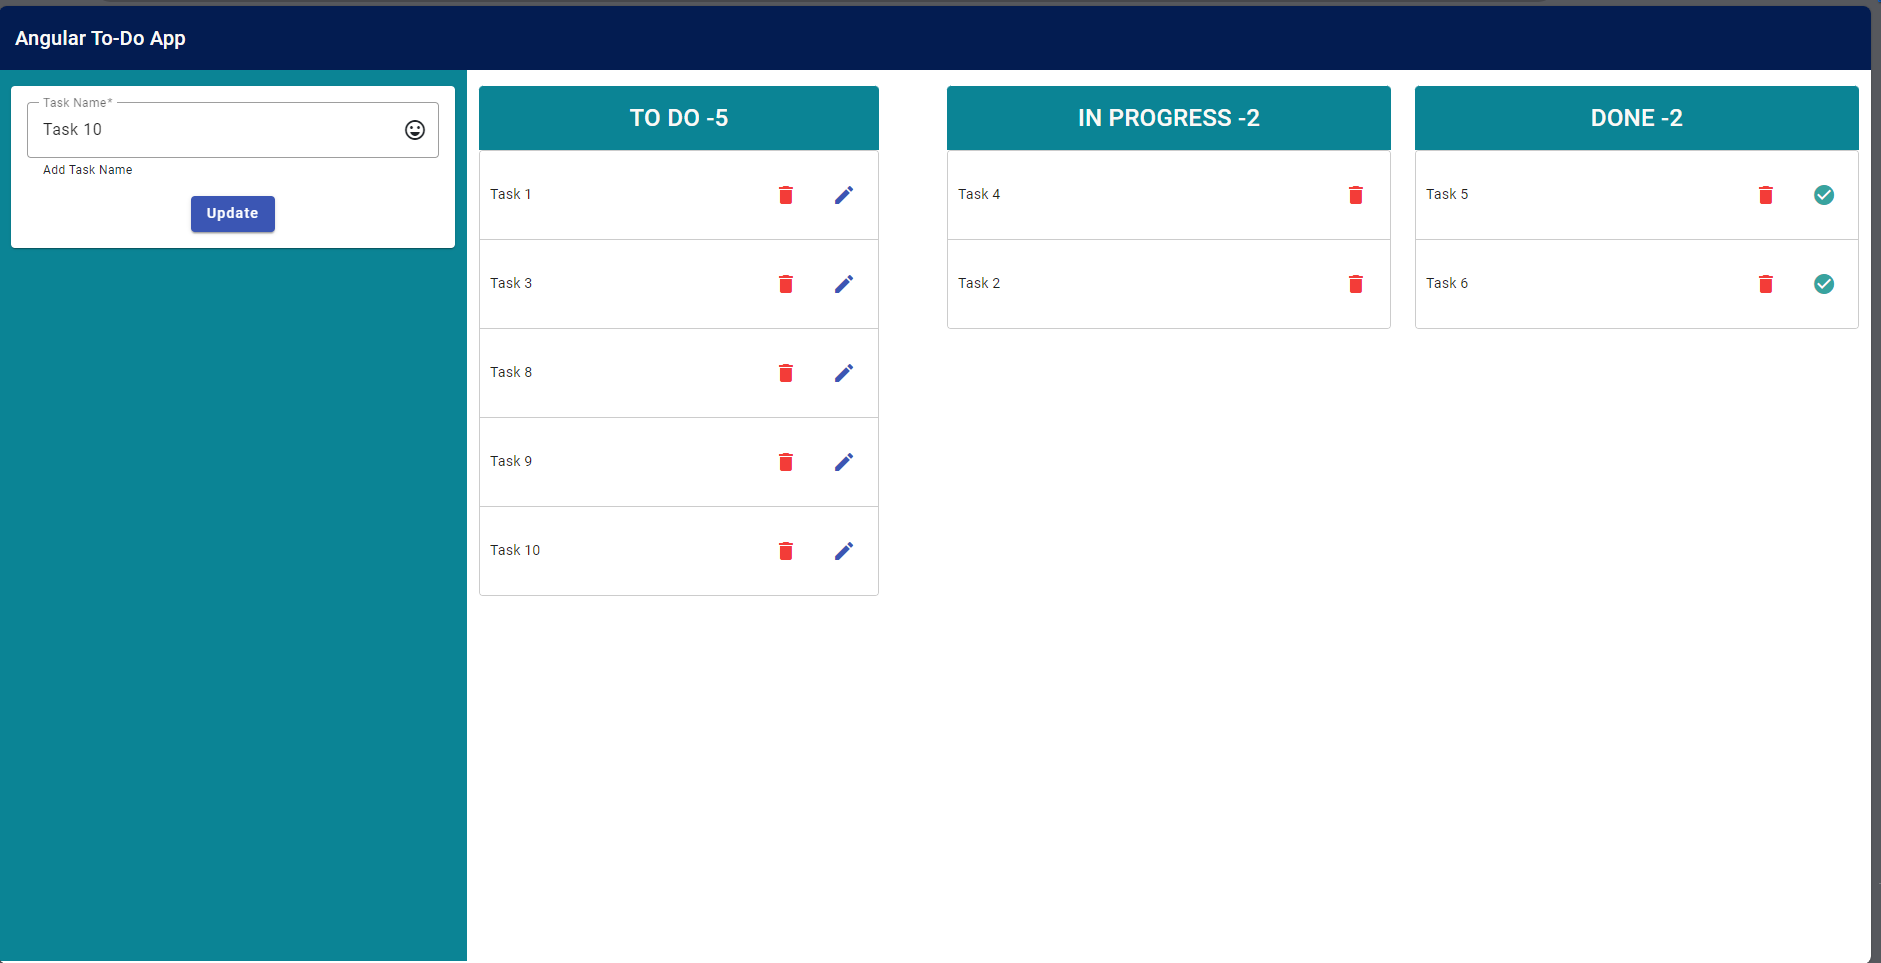 Angular To-Do App
Task Name*
Task 10
Add Task Name
Update
TO DO -5
Task 1
Task 3
Task 8
Task 9
Task 10
IN PROGRESS -2
Task 4
Task 2
DONE -2
Task 5
Task 6